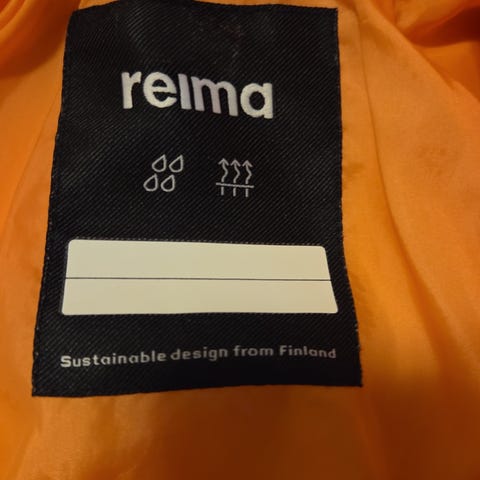 reima
Sustainable design from Finland